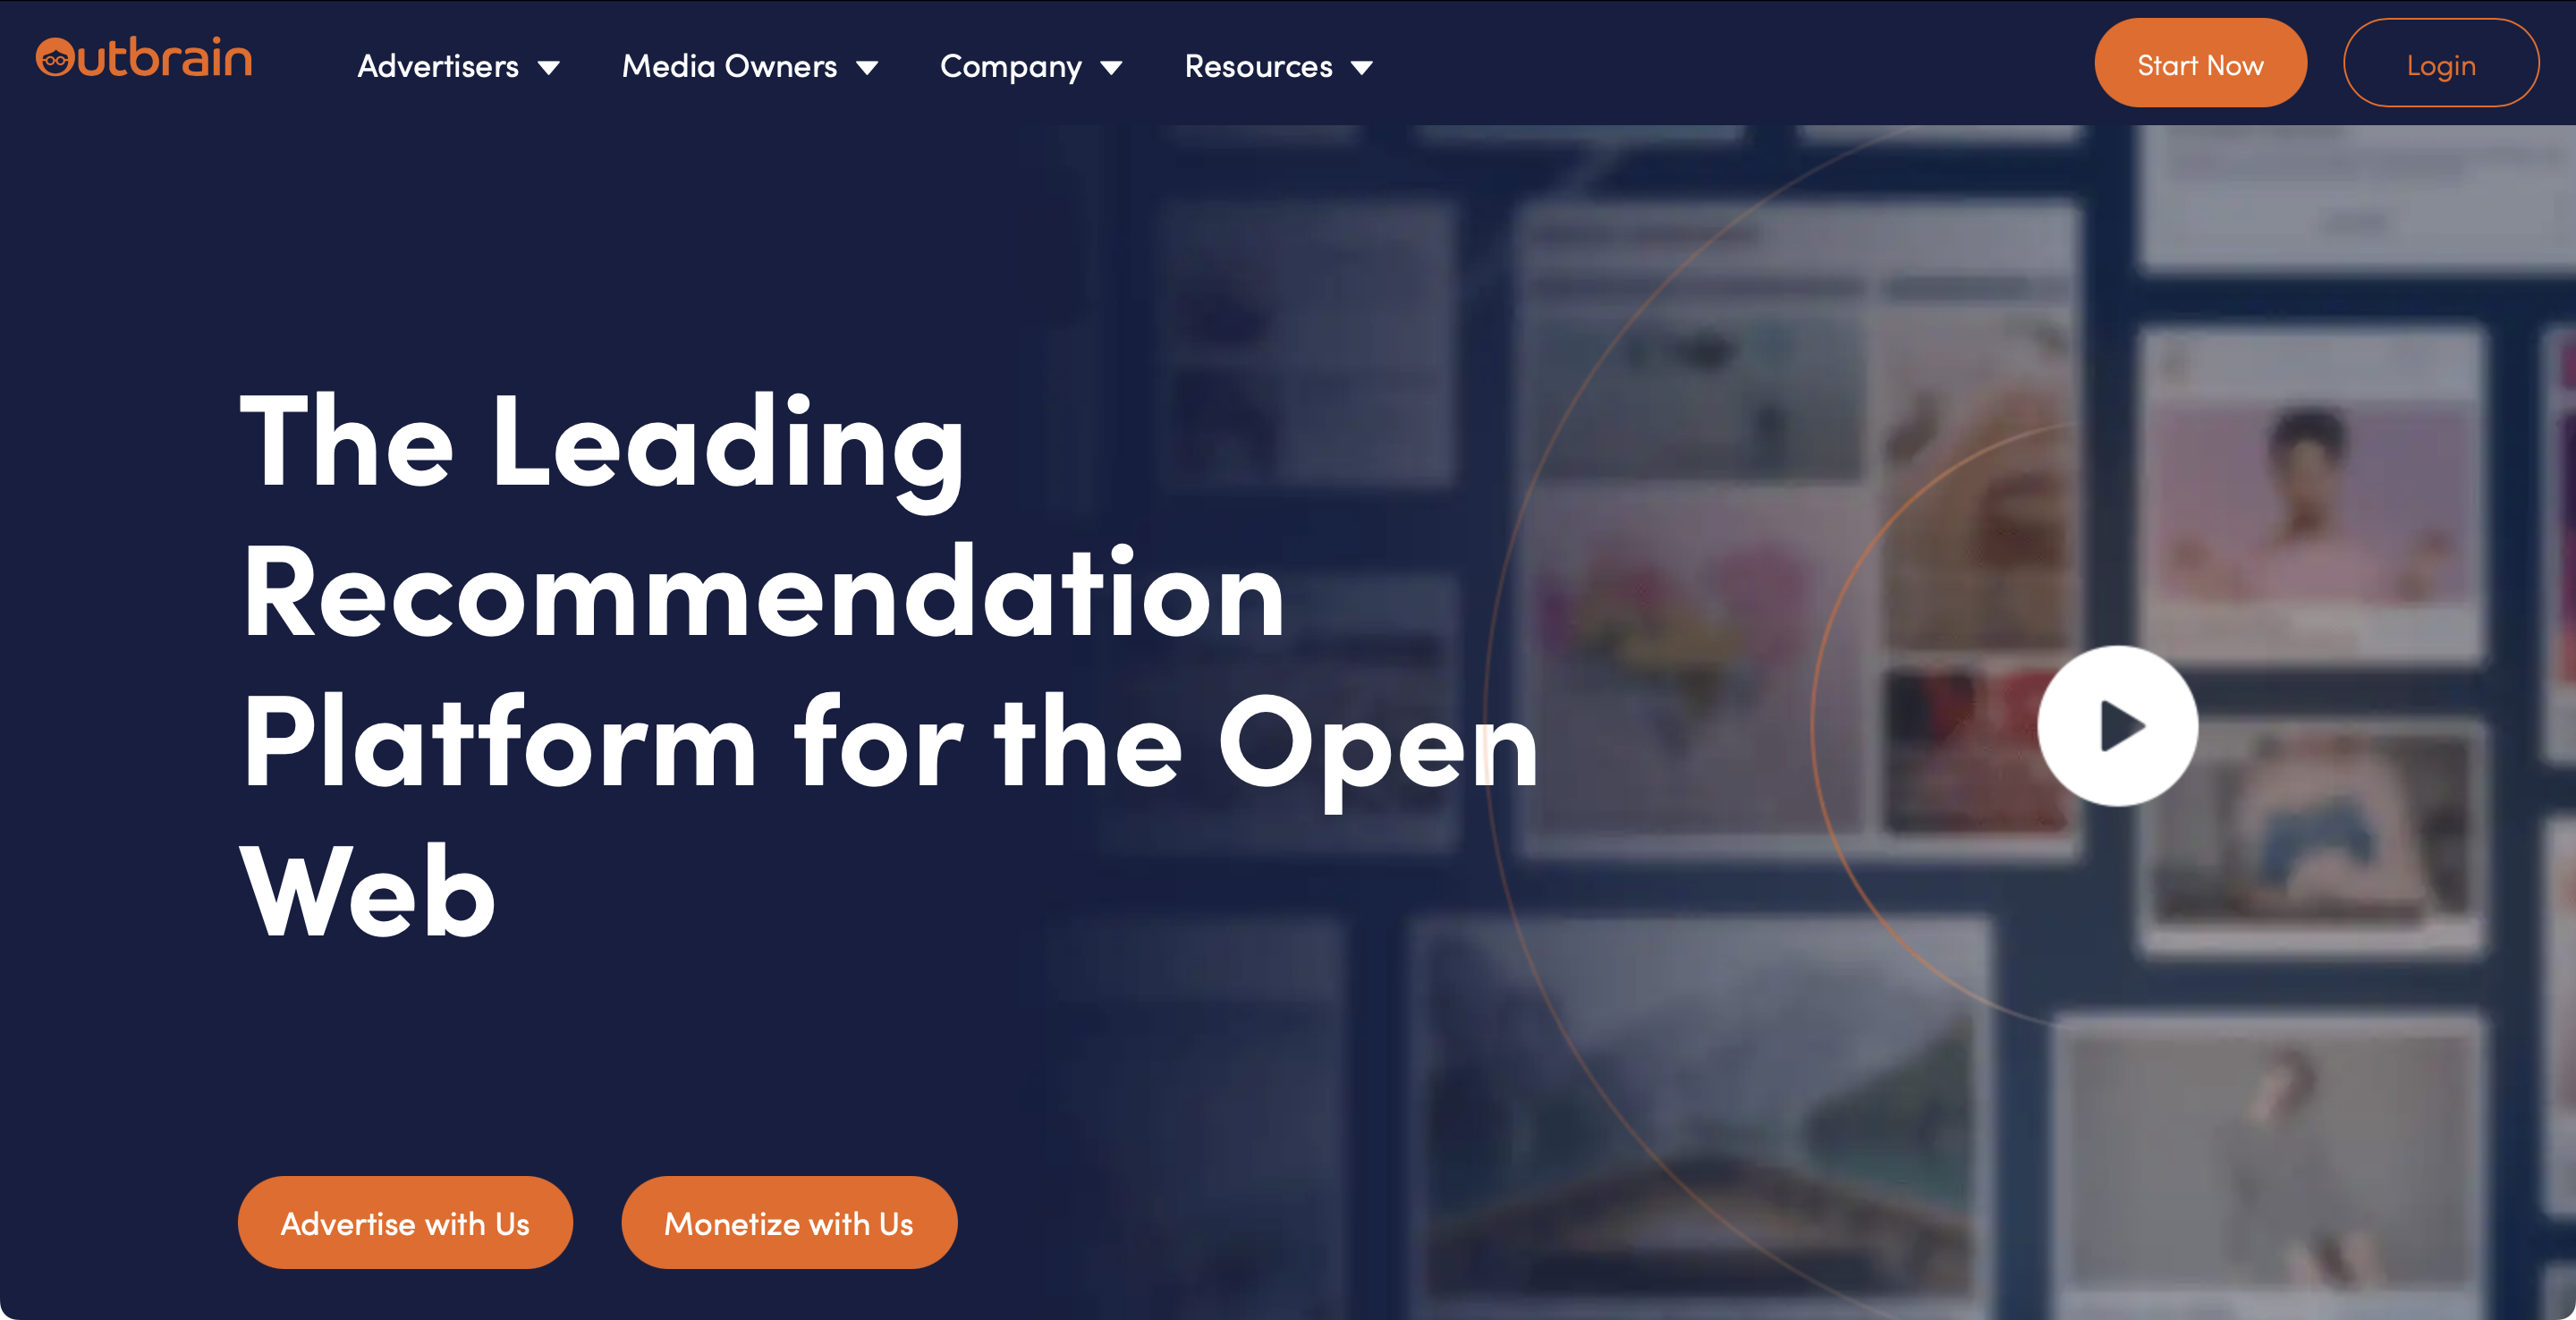 Outbrain
Advertisers
Media Owners
Company
Resources
Start Now
Login
The Leading
Recommendation
Platform for the Open
Web
Advertise with Us
Monetize with Us